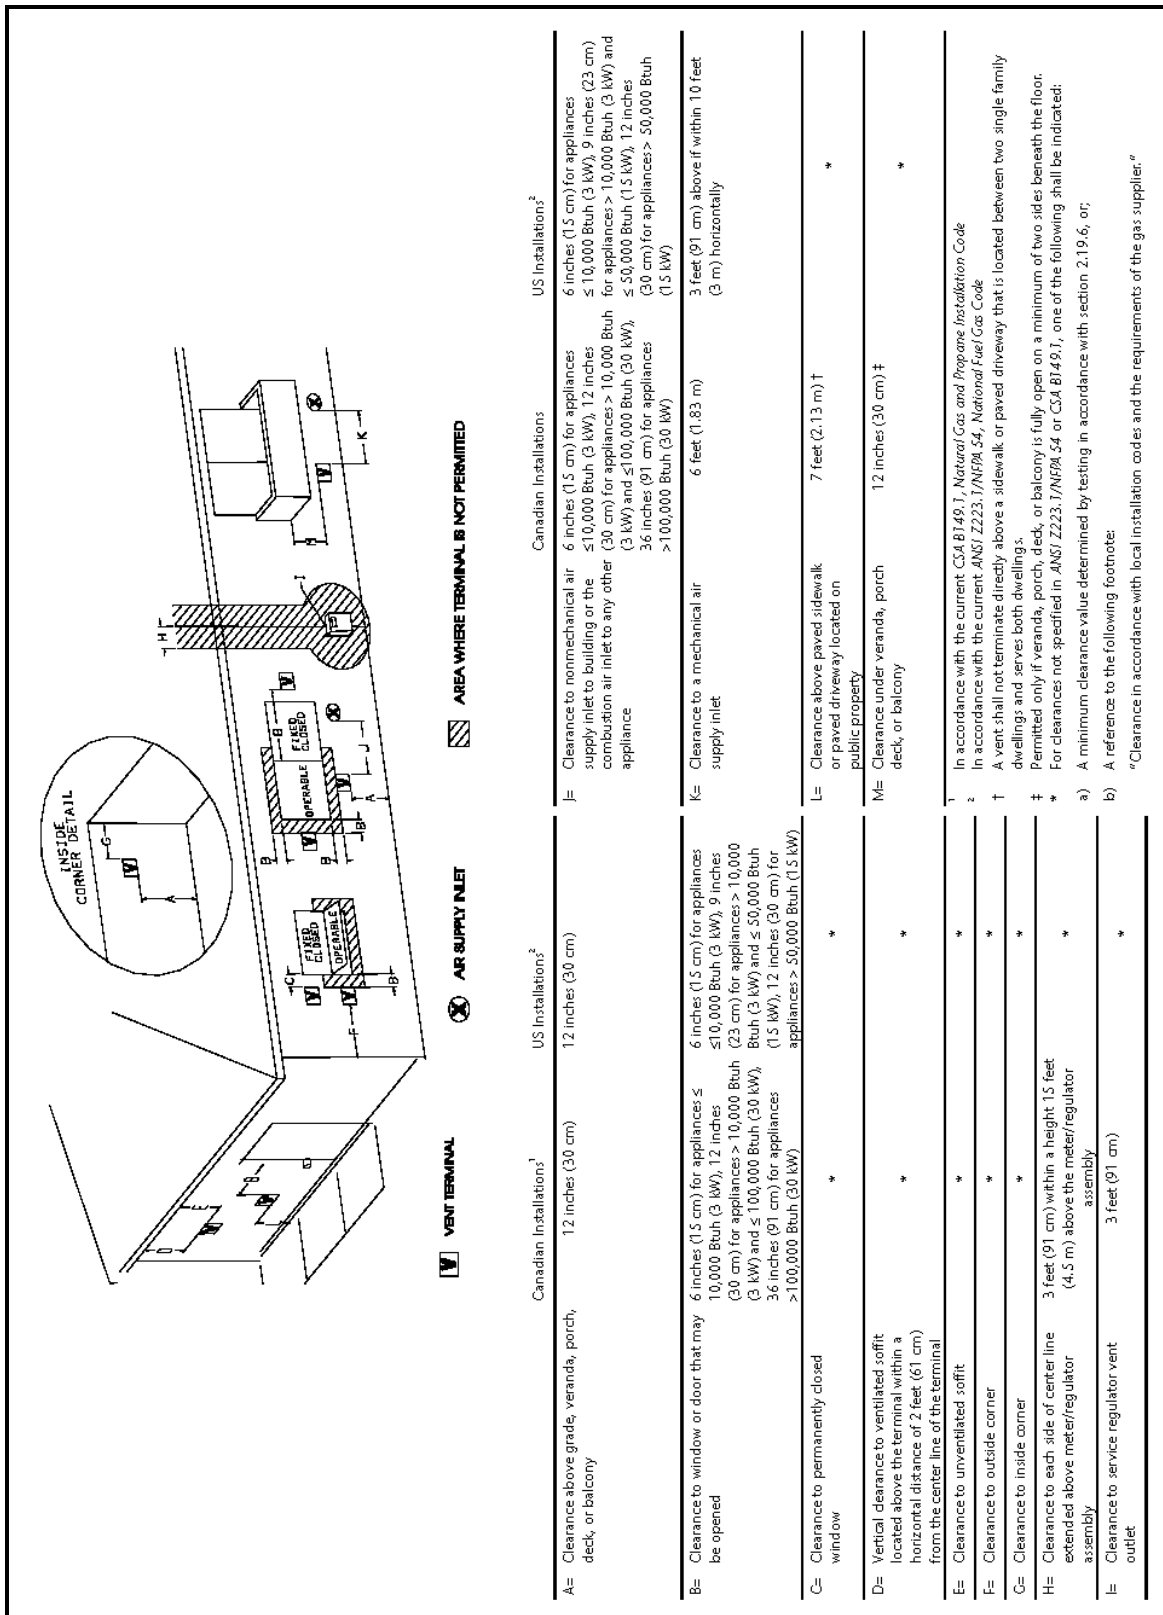 INSIDE
CORNER DETAIL
G
V
A
D
E
V
B
V
C
V
V
F
B
FIXED
CLOSED
OPERABLE
B
V
B
B
OPERABLE
FIXED
CLOSED
B
V
V
A
J
X
H
I
M
V
K
X
V VENT TERMINAL
X AIR SUPPLY INLET
AREA WHERE TERMINAL IS NOT PERMITTED
Canadian Installations¹
US Installations²
A= Clearance above grade, veranda, porch,
deck, or balcony
12 inches (30 cm)
12 inches (30 cm)
B= Clearance to window or door that may
be opened
6 inches (15 cm) for appliances ≤
10,000 Btuh (3 kW), 12 inches
(30 cm) for appliances > 10,000 Btuh
(3 kW) and ≤ 100,000 Btuh (30 kW),
36 inches (91 cm) for appliances
>100,000 Btuh (30 kW)
6 inches (15 cm) for appliances
≤10,000 Btuh (3 kW), 9 inches
(23 cm) for appliances > 10,000
Btuh (3 kW) and ≤ 50,000 Btuh
(15 kW), 12 inches (30 cm) for
appliances > 50,000 Btuh (15 kW)
C= Clearance to permanently closed
window
*
*
D= Vertical clearance to ventilated soffit
located above the terminal within a
horizontal distance of 2 feet (61 cm)
from the center line of the terminal
*
*
E= Clearance to unventilated soffit
*
*
F= Clearance to outside corner
*
*
G= Clearance to inside corner
*
*
H= Clearance to each side of center line
extended above meter/regulator
assembly
3 feet (91 cm) within a height 15 feet
(4.5 m) above the meter/regulator
assembly
*
I= Clearance to service regulator vent
outlet
3 feet (91 cm)
*
Canadian Installations
US Installations²
J= Clearance to nonmechanical air
supply inlet to building or the
combustion air inlet to any other
appliance
6 inches (15 cm) for appliances
≤10,000 Btuh (3 kW), 12 inches
(30 cm) for appliances > 10,000 Btuh
(3 kW) and ≤100,000 Btuh (30 kW),
36 inches (91 cm) for appliances
>100,000 Btuh (30 kW)
6 inches (15 cm) for appliances
≤ 10,000 Btuh (3 kW), 9 inches (23 cm)
for appliances > 10,000 Btuh (3 kW) and
≤ 50,000 Btuh (15 kW), 12 inches
(30 cm) for appliances > 50,000 Btuh
(15 kW)
K= Clearance to a mechanical air
supply inlet
6 feet (1.83 m)
3 feet (91 cm) above if within 10 feet
(3 m) horizontally
L= Clearance above paved sidewalk
or paved driveway located on
public property
7 feet (2.13 m) †
*
M= Clearance under veranda, porch
deck, or balcony
12 inches (30 cm) ‡
*
¹ In accordance with the current CSA B149.1, Natural Gas and Propane Installation Code
² In accordance with the current ANSI Z223.1/NFPA 54, National Fuel Gas Code
† A vent shall not terminate directly above a sidewalk or paved driveway that is located between two single family
dwellings and serves both dwellings.
‡ Permitted only if veranda, porch, deck, or balcony is fully open on a minimum of two sides beneath the floor.
* For clearances not specified in ANSI Z223.1/NFPA 54 or CSA B149.1, one of the following shall be indicated:
a) A minimum clearance value determined by testing in accordance with section 2.19.6, or;
b) A reference to the following footnote:
"Clearance in accordance with local installation codes and the requirements of the gas supplier."